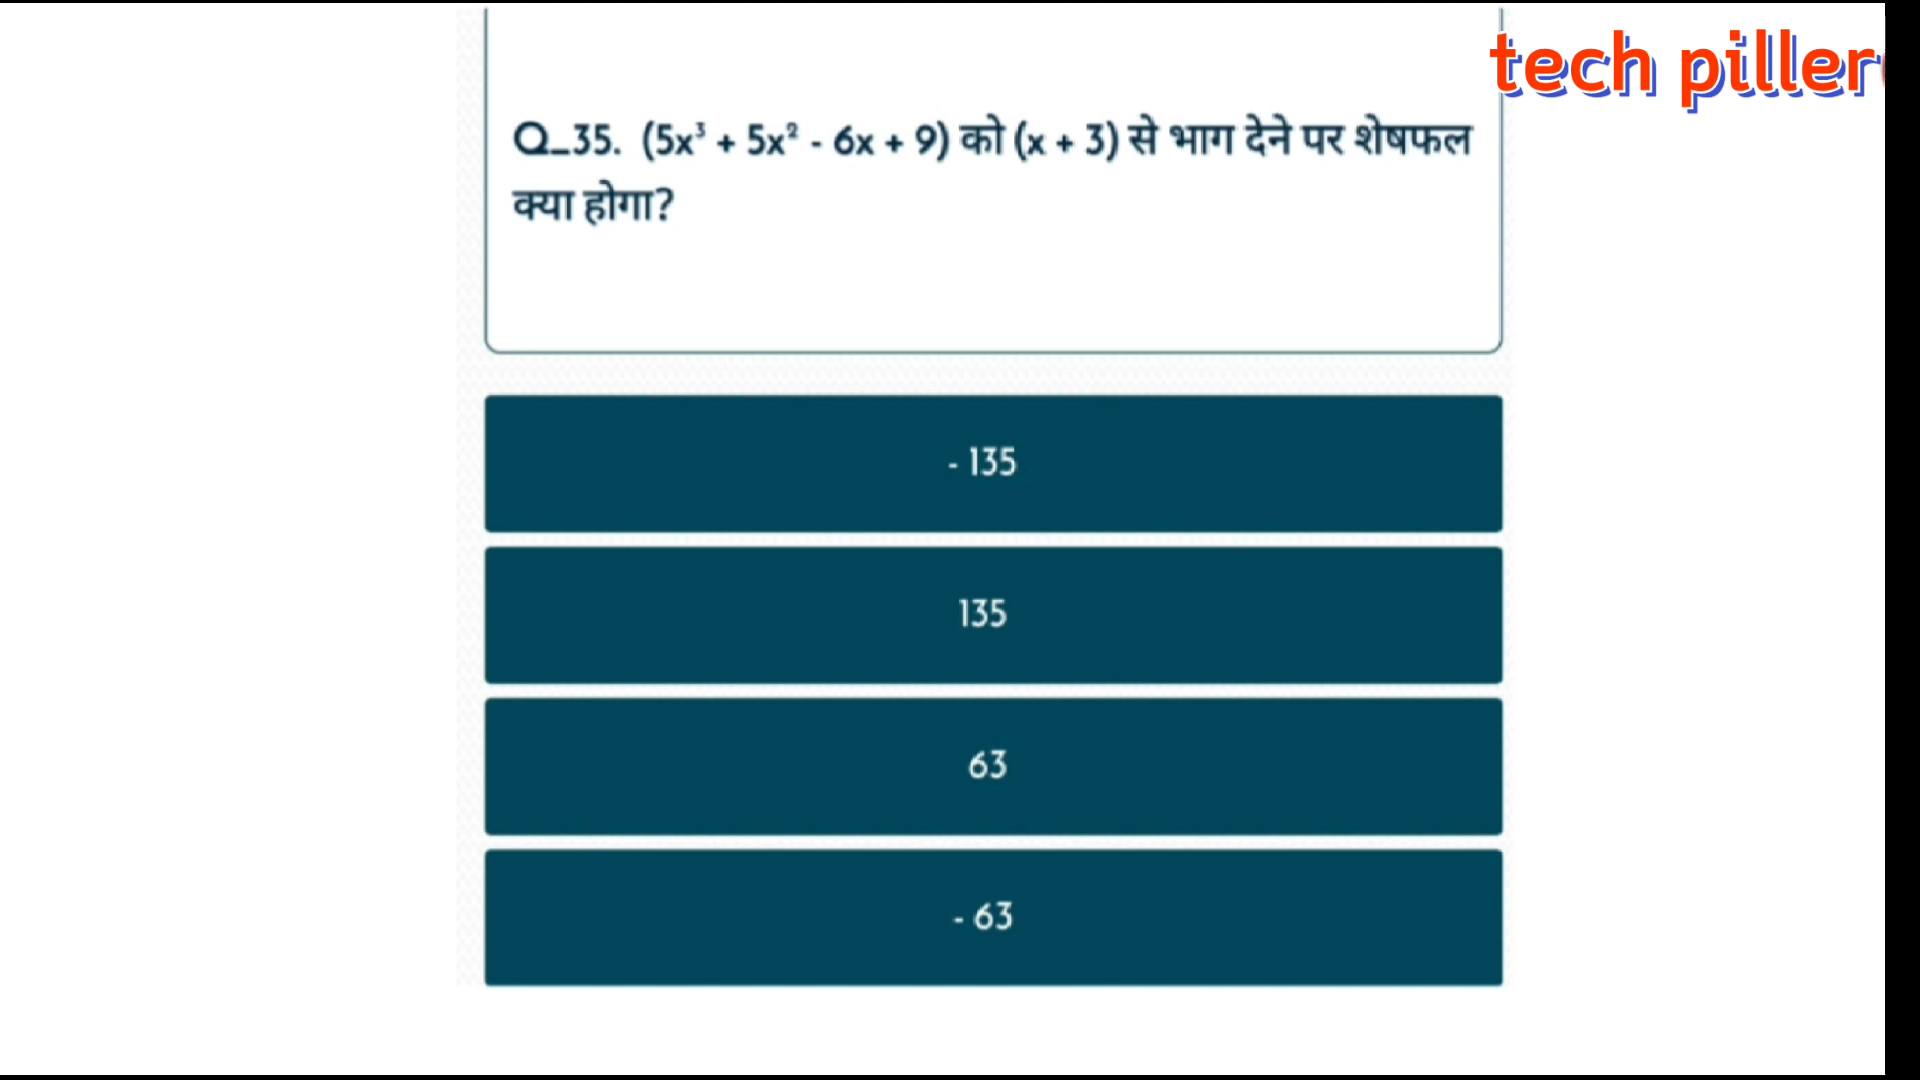 tech piller
Q_35. (5x³ + 5x² - 6x + 9) को (x + 3) से भाग देने पर शेषफल
क्या होगा?
- 135
135
63
- 63